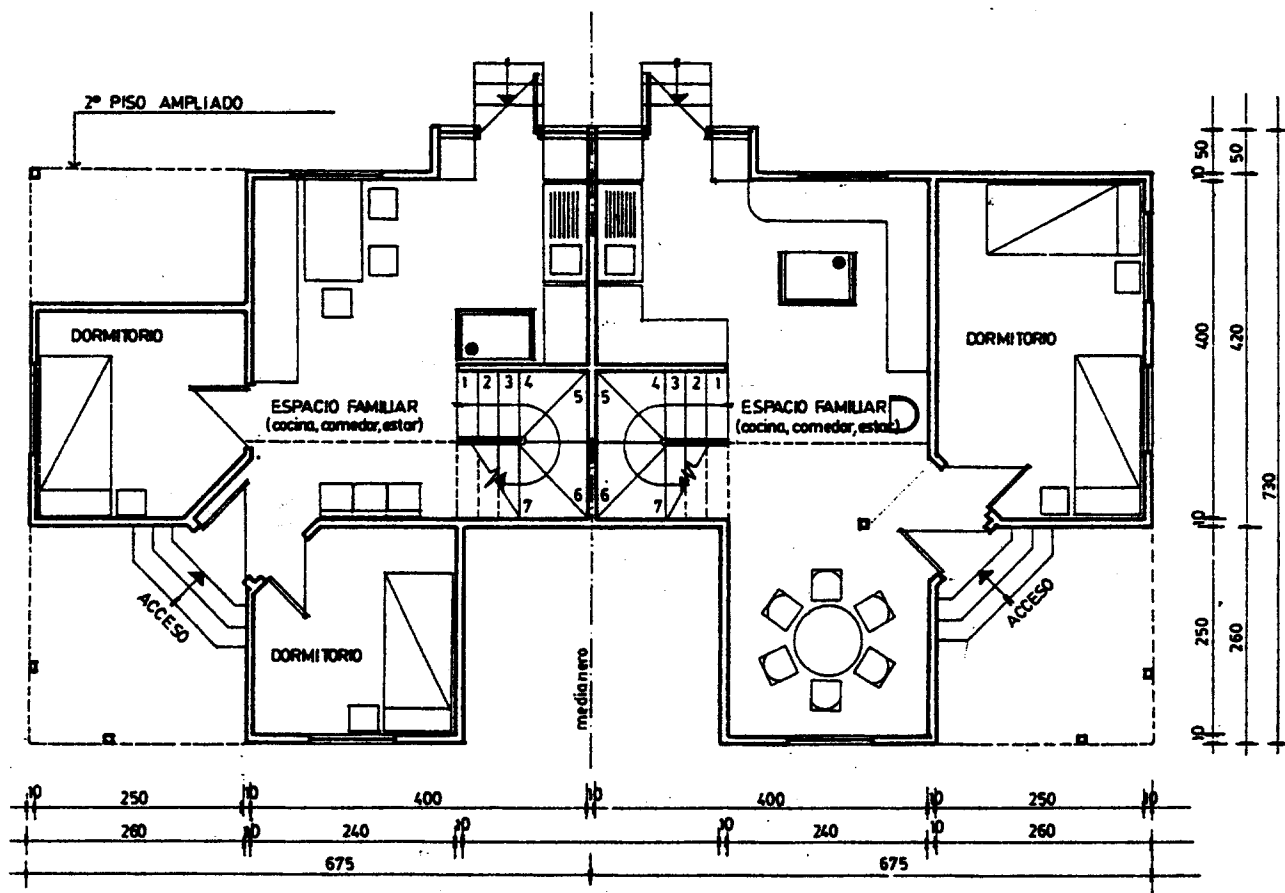 2º PISO AMPLIADO
DORMITORIO
ESPACIO FAMILIAR
(cocina, comedor, estar)
1 2 3 4
5
6
7
ESPACIO FAMILIAR
(cocina, comedor, estar)
4 3 2 1
5
6
7
DORMITORIO
ACCESO
DORMITORIO
medianero
ACCESO
10 250 10 400 10 400 10 250 10
260 10 240 10 10 240 10 260
675 675
50 50
10
400 420
10
730
250 260
10